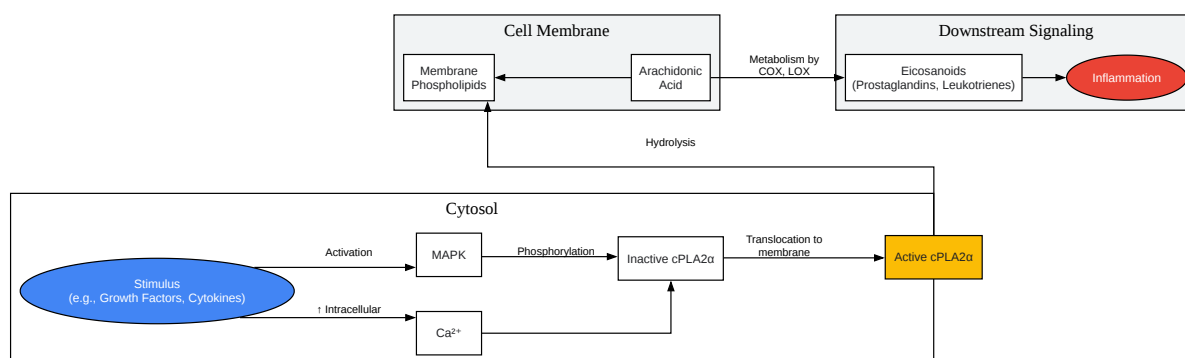 Cell Membrane
Downstream Signaling
Membrane
Phospholipids
Arachidonic
Acid
Metabolism by
COX, LOX
Eicosanoids
(Prostaglandins, Leukotrienes)
Inflammation
Hydrolysis
Cytosol
Activation
MAPK
Phosphorylation
Inactive cPLA2α
Translocation to
membrane
Active cPLA2α
Stimulus
(e.g., Growth Factors, Cytokines)
↑ Intracellular
Ca²⁺